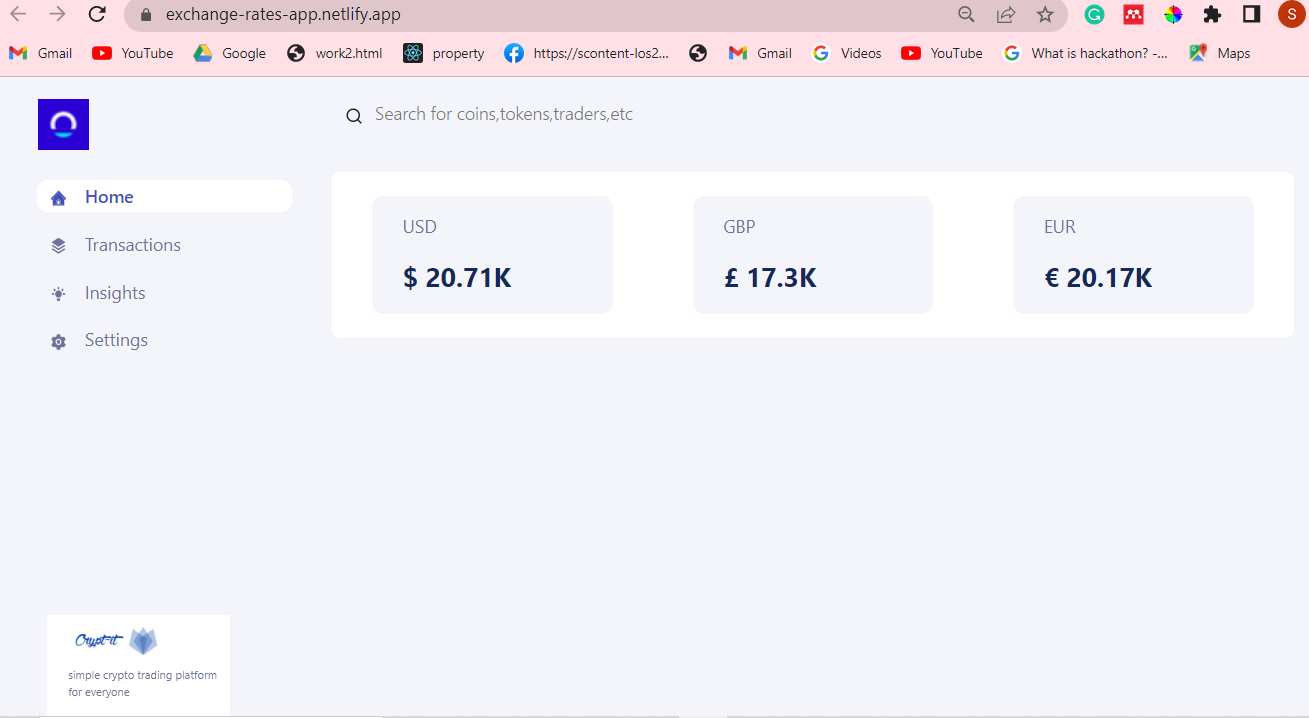 exchange-rates-app.netlify.app
S
Gmail YouTube Google work2.html property https://scontent-los2... Gmail Videos YouTube What is hackathon? -... Maps
Search for coins,tokens,traders,etc
Home
Transactions
Insights
Settings
USD
$ 20.71K
GBP
£ 17.3K
EUR
€ 20.17K
Crypt-it
simple crypto trading platform
for everyone